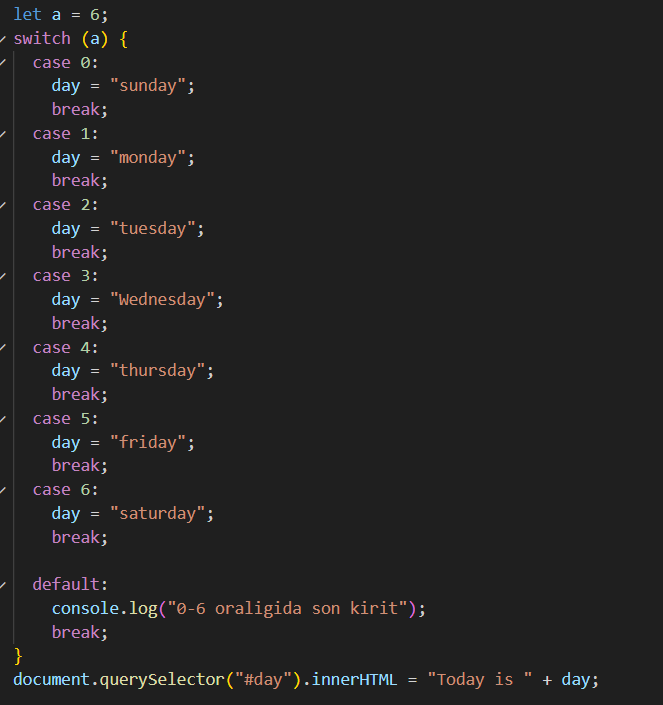 let a = 6;
switch (a) {
  case 0:
    day = "sunday";
    break;
  case 1:
    day = "monday";
    break;
  case 2:
    day = "tuesday";
    break;
  case 3:
    day = "Wednesday";
    break;
  case 4:
    day = "thursday";
    break;
  case 5:
    day = "friday";
    break;
  case 6:
    day = "saturday";
    break;

  default:
    console.log("0-6 oraligida son kirit");
    break;
}
document.querySelector("#day").innerHTML = "Today is " + day;